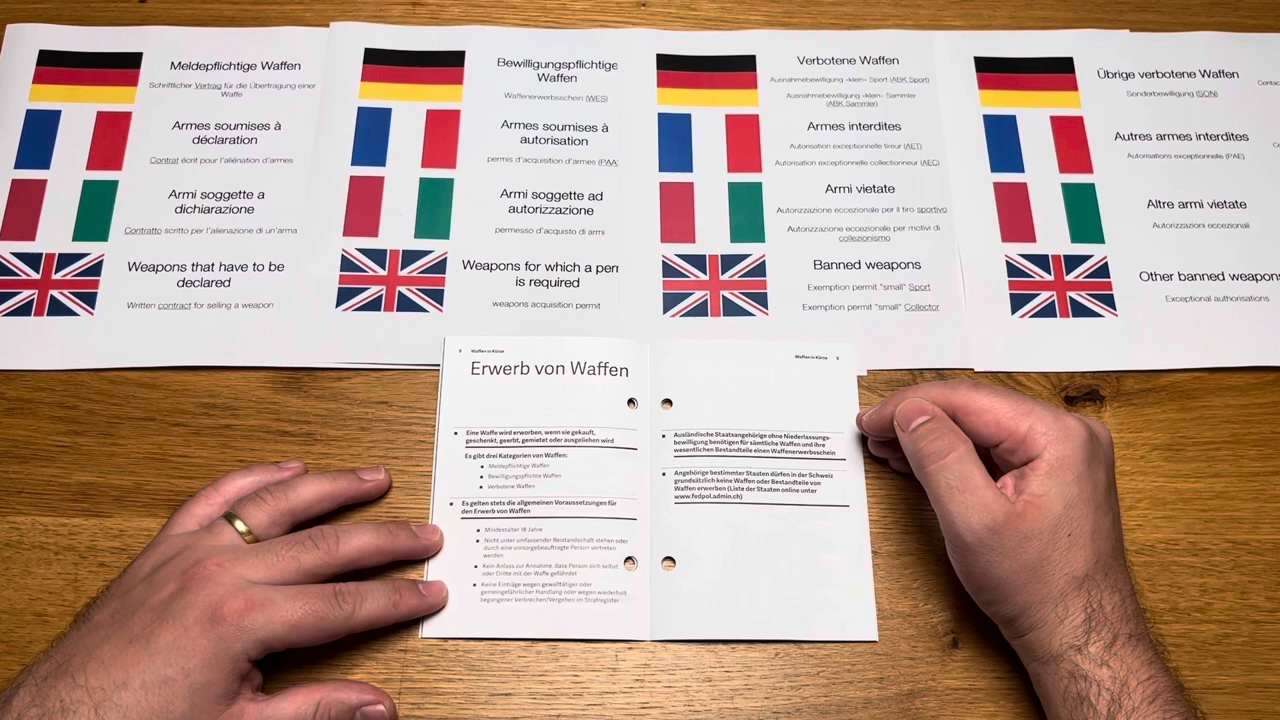 Meldepflichtige Waffen
Schriftlicher Vertrag für die Übertragung einer
Waffe
Armes soumises à
déclaration
Contrat écrit pour l'aliénation d'armes
Armi soggette a
dichiarazione
Contratto scritto per l'alienazione di un'arma
Weapons that have to be
declared
Written contract for selling a weapon
Bewilligungspflichtige
Waffen
Waffenerwerbsschein (WES)
Armes soumises à
autorisation
permis d'acquisition d'armes (PAA)
Armi soggette ad
autorizzazione
permesso d'acquisto di armi
Weapons for which a perr
is required
weapons acquisition permit
Verbotene Waffen
Ausnahmebewilligung «klein» Sport (ABK Sport)
Ausnahmebewilligung «klein» Sammler
(ABK Sammler)
Armes interdites
Autorisation exceptionelle tireur (AET)
Autorisation exceptionnelle collectionneur (AEC)
Armi vietate
Autorizzazione eccezionale per il tiro sportivo
Autorizzazione eccezionale per motivi di
collezionismo
Banned weapons
Exemption permit "small" Sport
Exemption permit "small" Collector
Übrige verbotene Waffen
Sonderbewilligung (SON)
Autres armes interdites
Autorisations exceptionnelle (PAE)
Altre armi vietate
Autorizzazioni eccezionali
Other banned weapons
Exceptional authorisations
Contac
8 Waffen in Kürze
Erwerb von Waffen
Eine Waffe wird erworben, wenn sie gekauft,
geschenkt, geerbt, gemietet oder ausgeliehen wird
Es gibt drei Kategorien von Waffen:
Meldepflichtige Waffen
Bewilligungspflichte Waffen
Verbotene Waffen
Es gelten stets die allgemeinen Voraussetzungen für
den Erwerb von Waffen
Mindestalter 18 Jahre
Nicht unter umfassender Beistandschaft stehen oder
durch eine vorsorgebeauftragte Person vertreten
werden
Kein Anlass zur Annahme, dass Person sich selbst
oder Dritte mit der Waffe gefährdet
Keine Einträge wegen gewalttätiger oder
gemeingefährlicher Handlung oder wegen wiederholt
begangener Verbrechen/Vergehen im Strafregister
Waffen in Kürze 9
Ausländische Staatsangehörige ohne Niederlassungs-
bewilligung benötigen für sämtliche Waffen und ihre
wesentlichen Bestandteile einen Waffenerwerbsschein
Angehörige bestimmter Staaten dürfen in der Schweiz
grundsätzlich keine Waffen oder Bestandteile von
Waffen erwerben (Liste der Staaten online unter
www.fedpol.admin.ch)